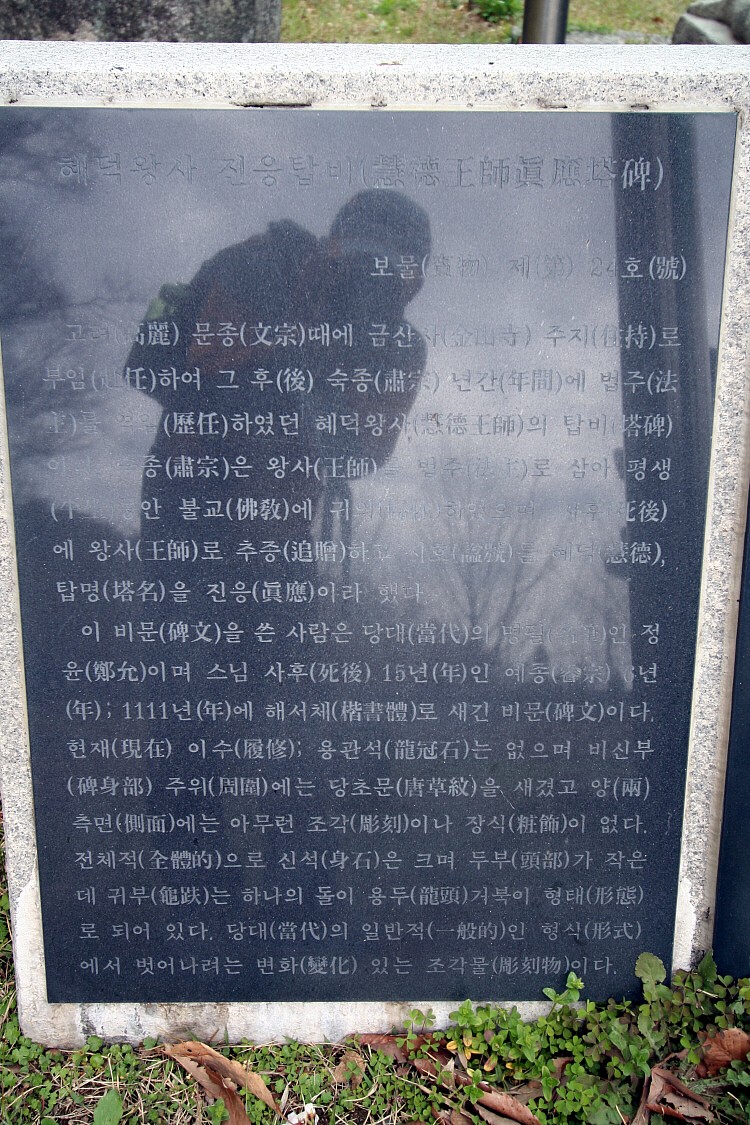 혜덕왕사 진응탑비(慧德王師眞應塔碑)
보물(寶物) 제(第) 24호(號)
고려(高麗) 문종(文宗)때에 금산사(金山寺) 주지(住持)로
부임(赴任)하여 그 후(後) 숙종(肅宗) 년간(年間)에 법주(法
主)를 (歷任)하였던 혜덕왕사(慧德王師)의 탑비(塔碑)
종(肅宗)은 왕사(王師)를 법주(法主)로 삼아 평생
불교(佛敎)에 死後)
에 왕사(王師)로 추증(追贈)하고 시호(諡號)를 혜덕(慧德),
탑명(塔名)을 진응(眞應)이라 했다.
이 비문(碑文)을 쓴 사람은 당대(當代)의 명필(名筆)인 정
윤(鄭允)이며 스님 사후(死後) 15년(年)인 예종(睿宗) 6년
(年); 1111년(年)에 해서체(楷書體)로 새긴 비문(碑文)이다.
현재(現在) 이수(履修); 용관석(龍冠石)는 없으며 비신부
(碑身部) 주위(周圍)에는 당초문(唐草紋)을 새겼고 양(兩)
측면(側面)에는 아무런 조각(彫刻)이나 장식(粧飾)이 없다.
전체적(全體的)으로 신석(身石)은 크며 두부(頭部)가 작은
데 귀부(龜趺)는 하나의 돌이 용두(龍頭)겨북이 형태(形態)
로 되어 있다. 당대(當代)의 일반적(一般的)인 형식(形式)
에서 벗어나려는 변화(變化) 있는 조각물(彫刻物)이다.